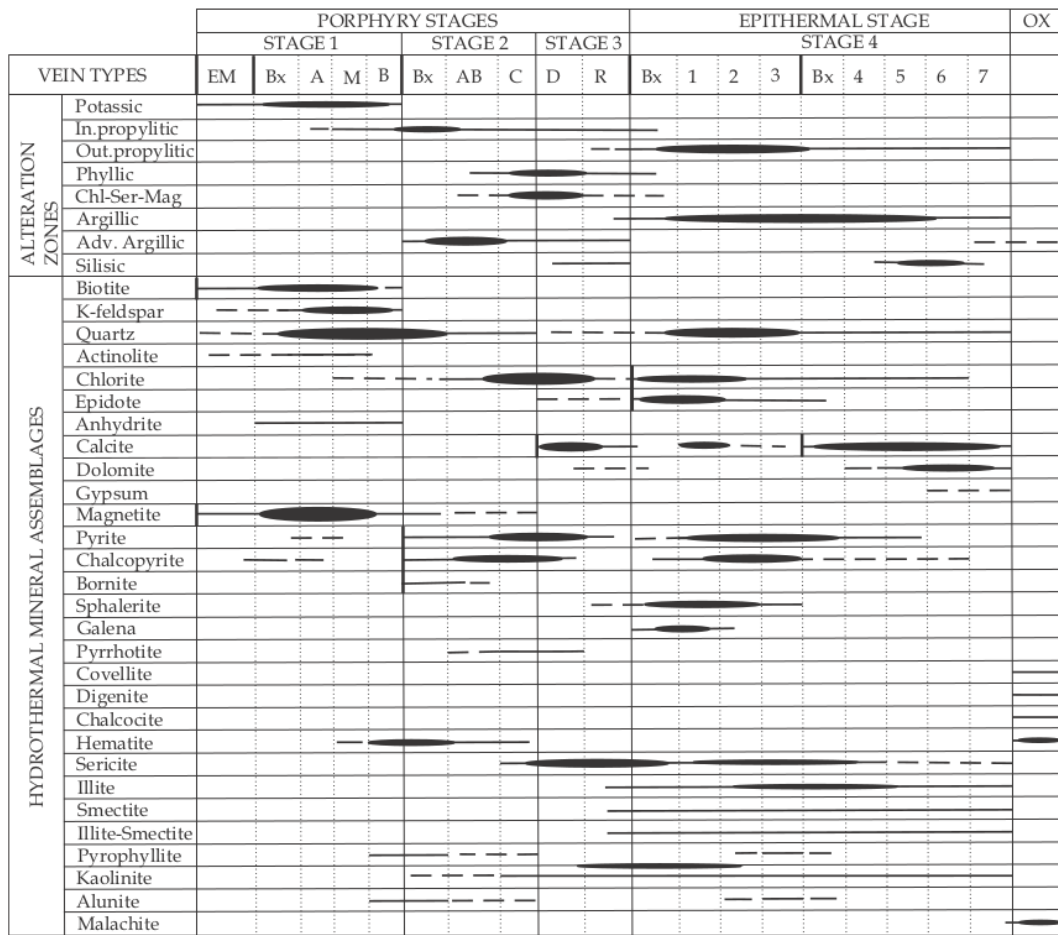 PORPHYRY STAGES EPITHERMAL STAGE OX
STAGE 1 STAGE 2 STAGE 3 STAGE 4
VEIN TYPES EM Bx A M B Bx AB C D R Bx 1 2 3 Bx 4 5 6 7
ALTERATION
ZONES
Potassic
In.propylitic
Out.propylitic
Phyllic
Chl-Ser-Mag
Argillic
Adv. Argillic
Silisic
HYDROTHERMAL MINERAL ASSEMBLAGES
Biotite
K-feldspar
Quartz
Actinolite
Chlorite
Epidote
Anhydrite
Calcite
Dolomite
Gypsum
Magnetite
Pyrite
Chalcopyrite
Bornite
Sphalerite
Galena
Pyrrhotite
Covellite
Digenite
Chalcocite
Hematite
Sericite
Illite
Smectite
Illite-Smectite
Pyrophyllite
Kaolinite
Alunite
Malachite